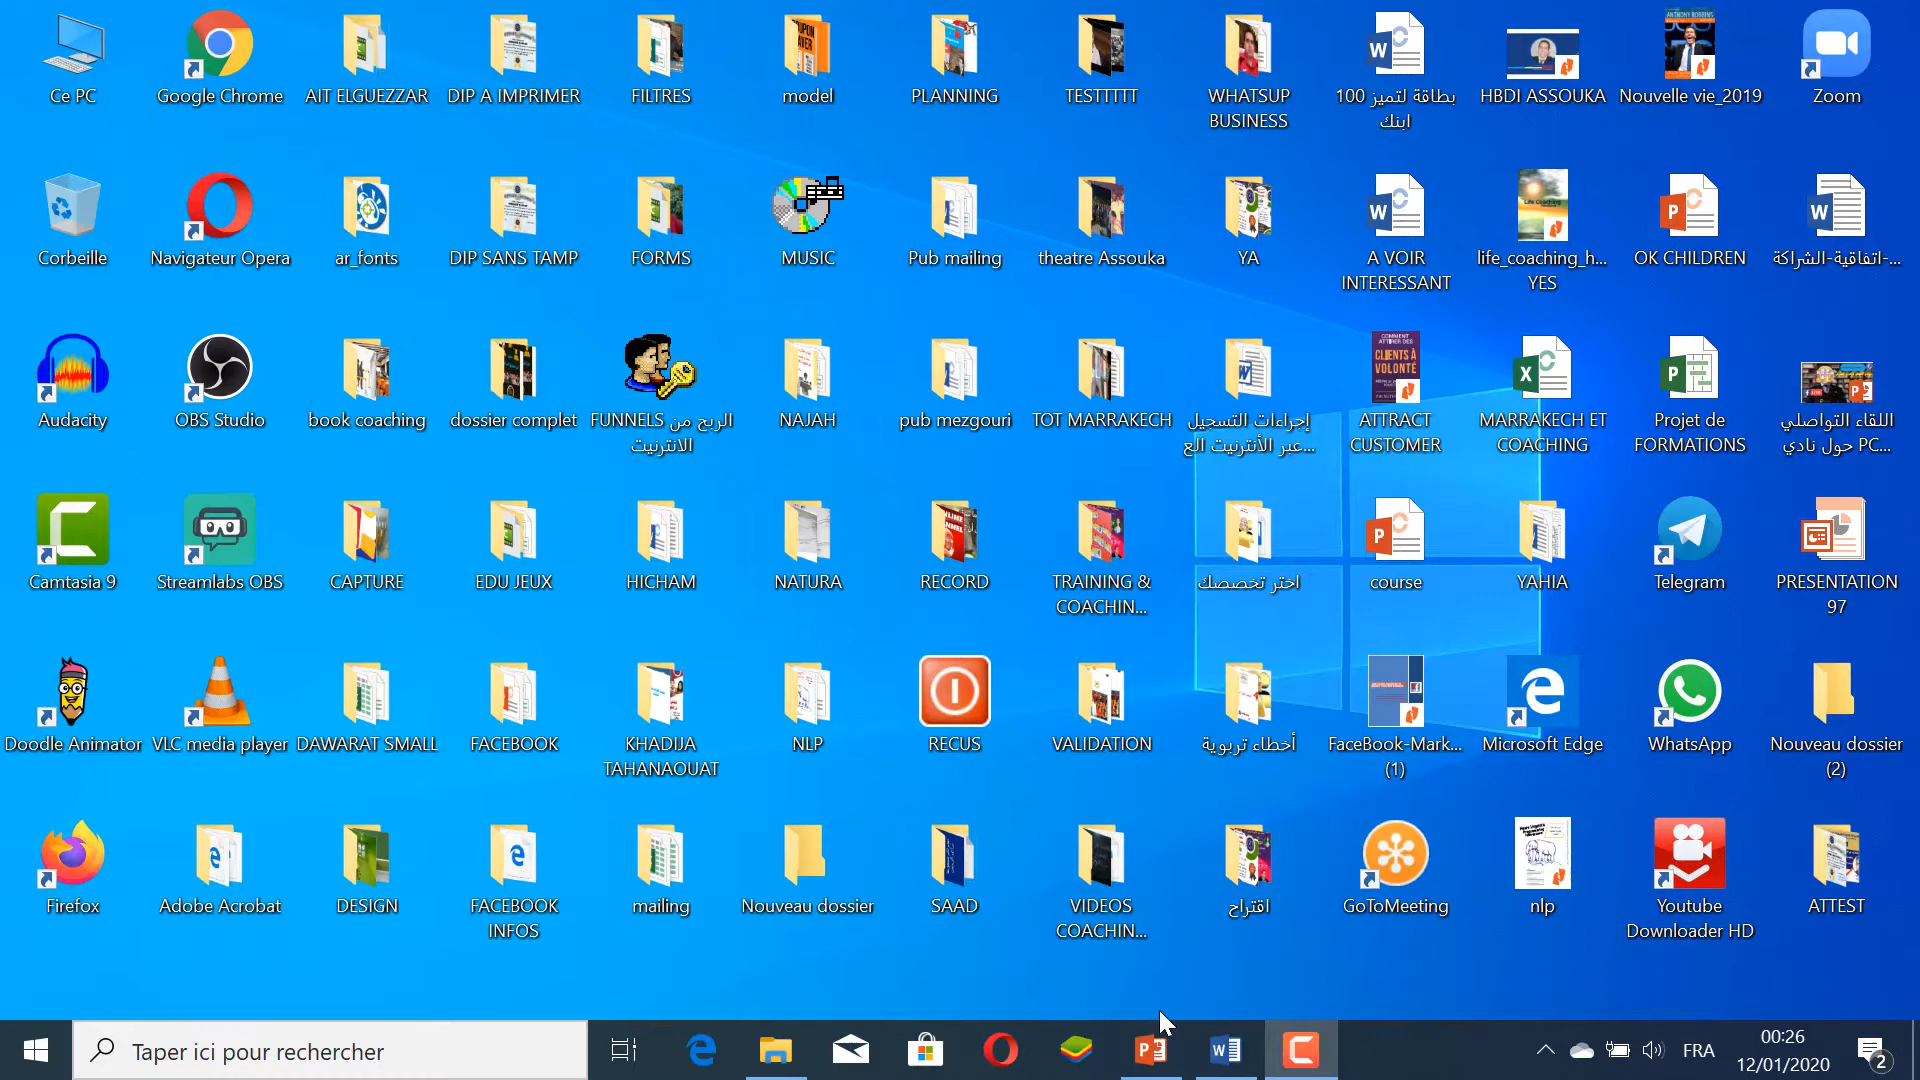 Ce PC
Google Chrome
AIT ELGUEZZAR
DIP A IMPRIMER
FILTRES
model
PLANNING
TESTTTTT
WHATSUP
BUSINESS
100 بطاقة لتميز
ابنك
HBDI ASSOUKA
Nouvelle vie_2019
Zoom
Corbeille
Navigateur Opera
ar_fonts
DIP SANS TAMP
FORMS
MUSIC
Pub mailing
theatre Assouka
YA
A VOIR
INTERESSANT
life_coaching_h...
YES
OK CHILDREN
اتفاقية-الشراكة-...
Audacity
OBS Studio
book coaching
dossier complet
FUNNELS الربح من
الانترنيت
NAJAH
pub mezgouri
TOT MARRAKECH
إجراءات التسجيل
عبر الأنترنيت الع...
COMMENT
ATTIRER DES
CLIENTS À
VOLONTÉ
ATTRACT
CUSTOMER
MARRAKECH ET
COACHING
Projet de
FORMATIONS
اللقاء التواصلي
حول نادي PC...
Camtasia 9
Streamlabs OBS
CAPTURE
EDU JEUX
HICHAM
NATURA
RECORD
TRAINING &
COACHIN...
اختر تخصصك
course
YAHIA
Telegram
PRESENTATION
97
Doodle Animator
VLC media player
DAWARAT SMALL
FACEBOOK
KHADIJA
TAHANAOUAT
NLP
RECUS
VALIDATION
أخطاء تربوية
FaceBook-Mark...
(1)
Microsoft Edge
WhatsApp
Nouveau dossier
(2)
Firefox
Adobe Acrobat
DESIGN
FACEBOOK
INFOS
mailing
Nouveau dossier
SAAD
VIDEOS
COACHIN...
اقتراح
GoToMeeting
nlp
Youtube
Downloader HD
ATTEST
Taper ici pour rechercher
FRA
00:26
12/01/2020
2